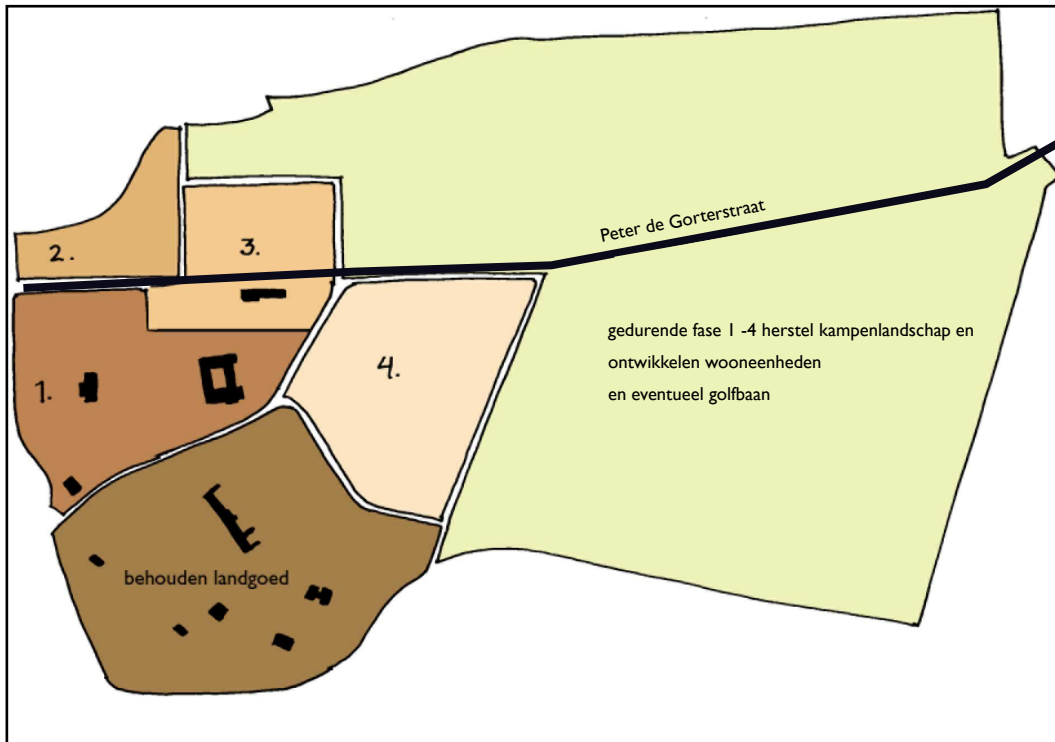 2.
3.
Peter de Gorterstraat
1.
4.
gedurende fase 1 -4 herstel kampenlandschap en
ontwikkelen wooneenheden
en eventueel golfbaan
behouden landgoed